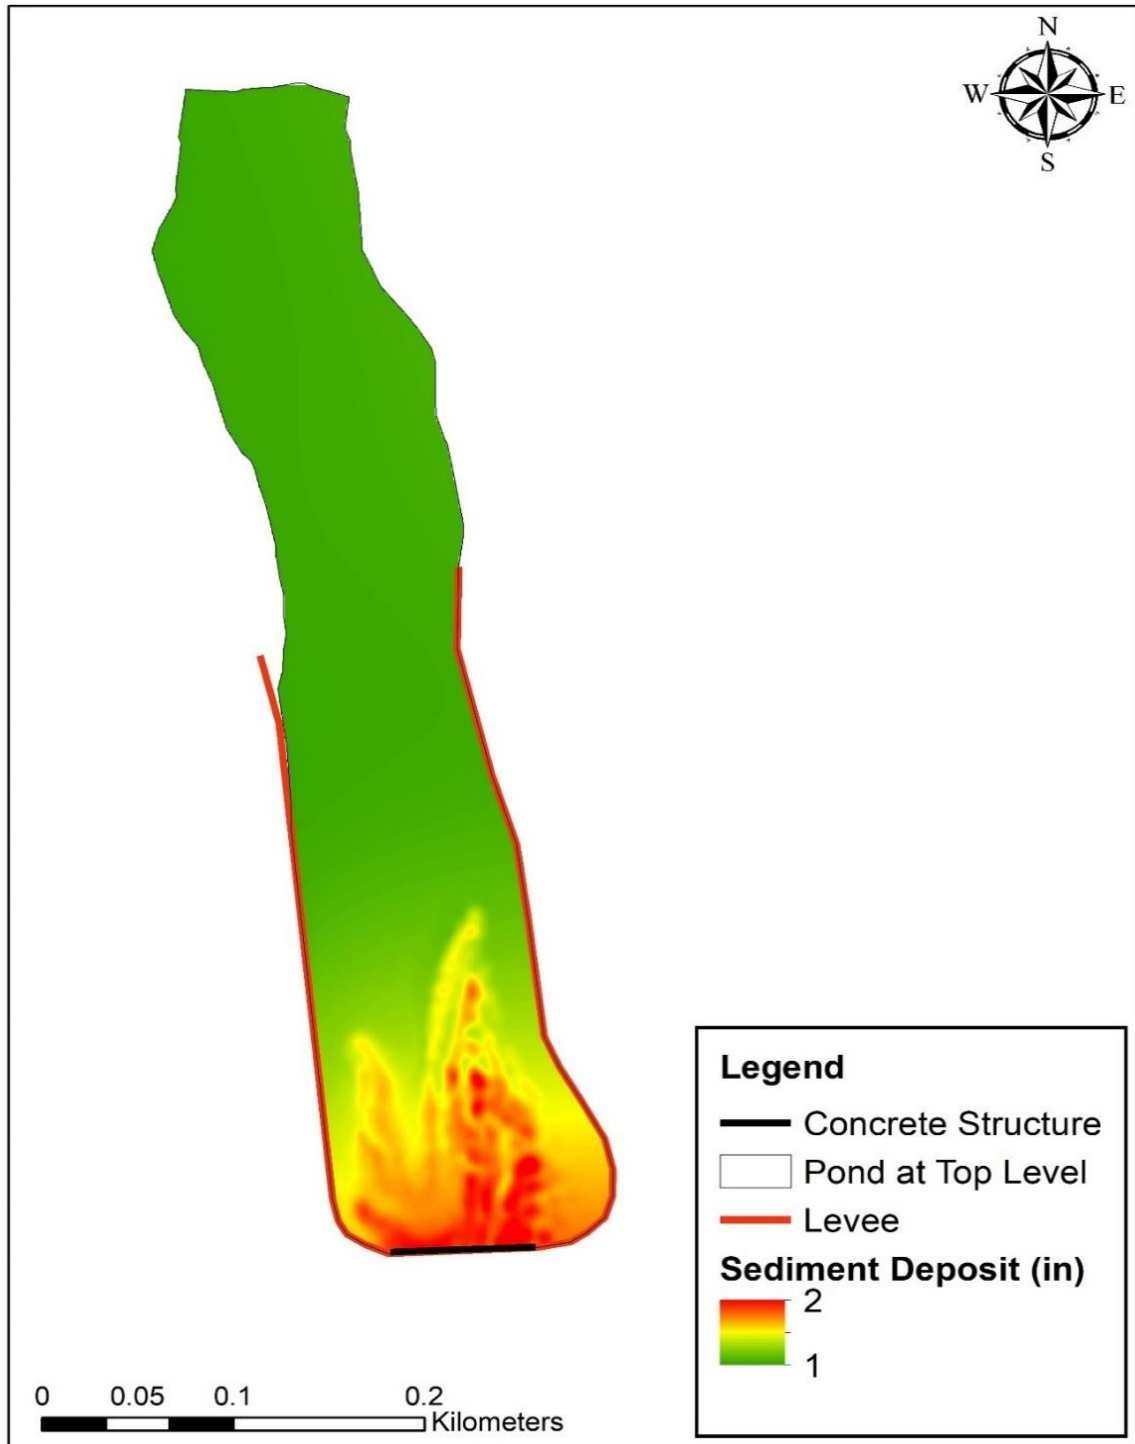 N
W E
S
Legend
Concrete Structure
Pond at Top Level
Levee
Sediment Deposit (in)
2
1
0 0.05 0.1 0.2
Kilometers